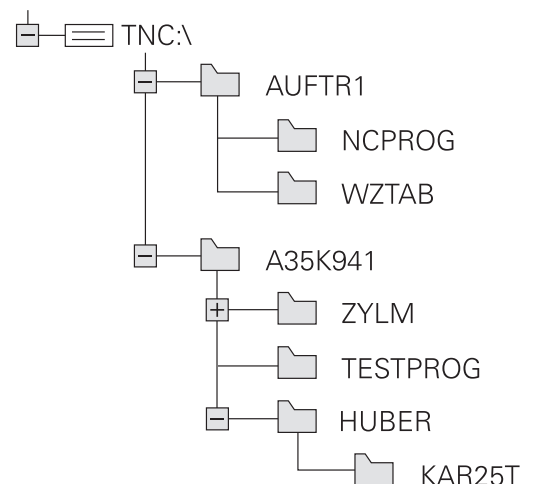 TNC:\
AUFTR1
NCPROG
WZTAB
A35K941
ZYLM
TESTPROG
HUBER
KAR25T